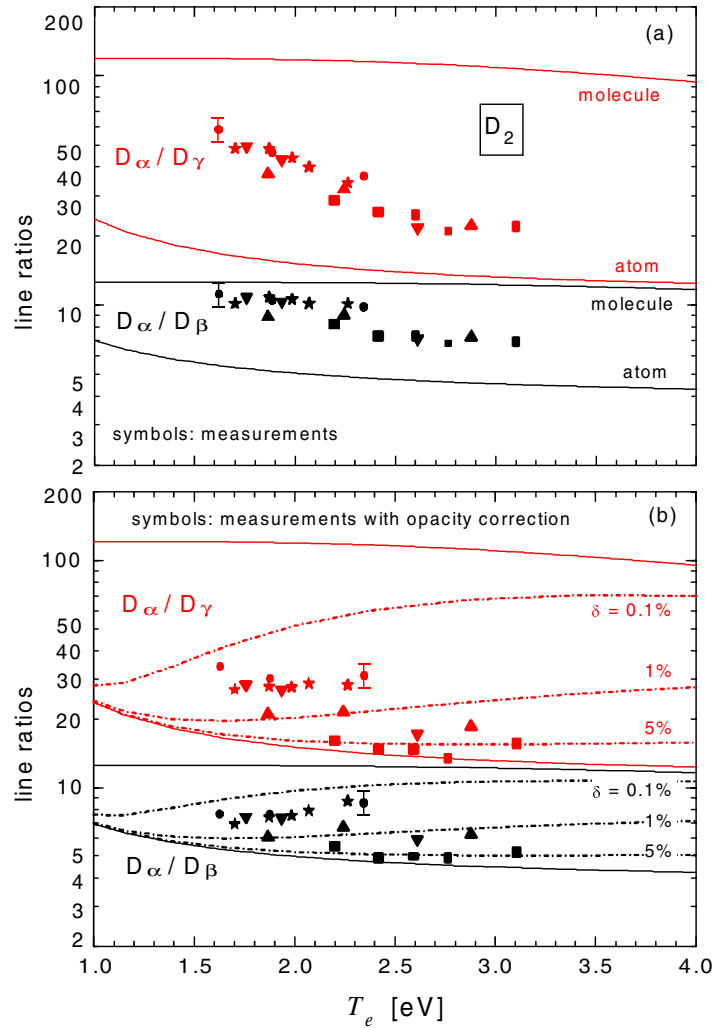 200
(a)
100
molecule
D₂
50
40
30
20
Dα / Dγ
atom
10
molecule
Dα / Dβ
5
4
3
2
atom
symbols: measurements
line ratios
200
symbols: measurements with opacity correction
(b)
100
Dα / Dγ
δ = 0.1%
50
40
30
20
1%
5%
10
δ = 0.1%
1%
5
4
3
2
5%
Dα / Dβ
line ratios
1.0 1.5 2.0 2.5 3.0 3.5 4.0
Tₑ [eV]